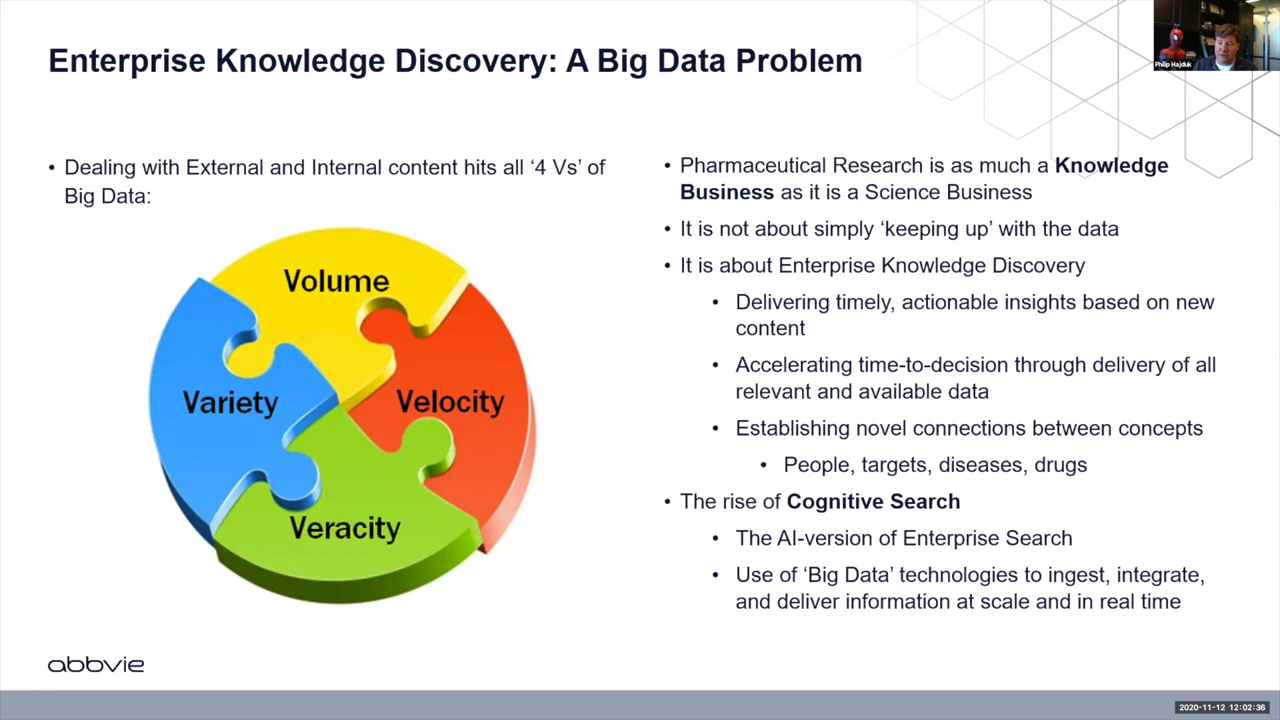 Enterprise Knowledge Discovery: A Big Data Problem
Philip Hajduk
• Dealing with External and Internal content hits all ‘4 Vs’ of
Big Data:
Volume
Variety
Velocity
Veracity
• Pharmaceutical Research is as much a Knowledge
Business as it is a Science Business
• It is not about simply ‘keeping up’ with the data
• It is about Enterprise Knowledge Discovery
• Delivering timely, actionable insights based on new
content
• Accelerating time-to-decision through delivery of all
relevant and available data
• Establishing novel connections between concepts
• People, targets, diseases, drugs
• The rise of Cognitive Search
• The AI-version of Enterprise Search
• Use of ‘Big Data’ technologies to ingest, integrate,
and deliver information at scale and in real time
abbvie
2020-11-12 12:02:36